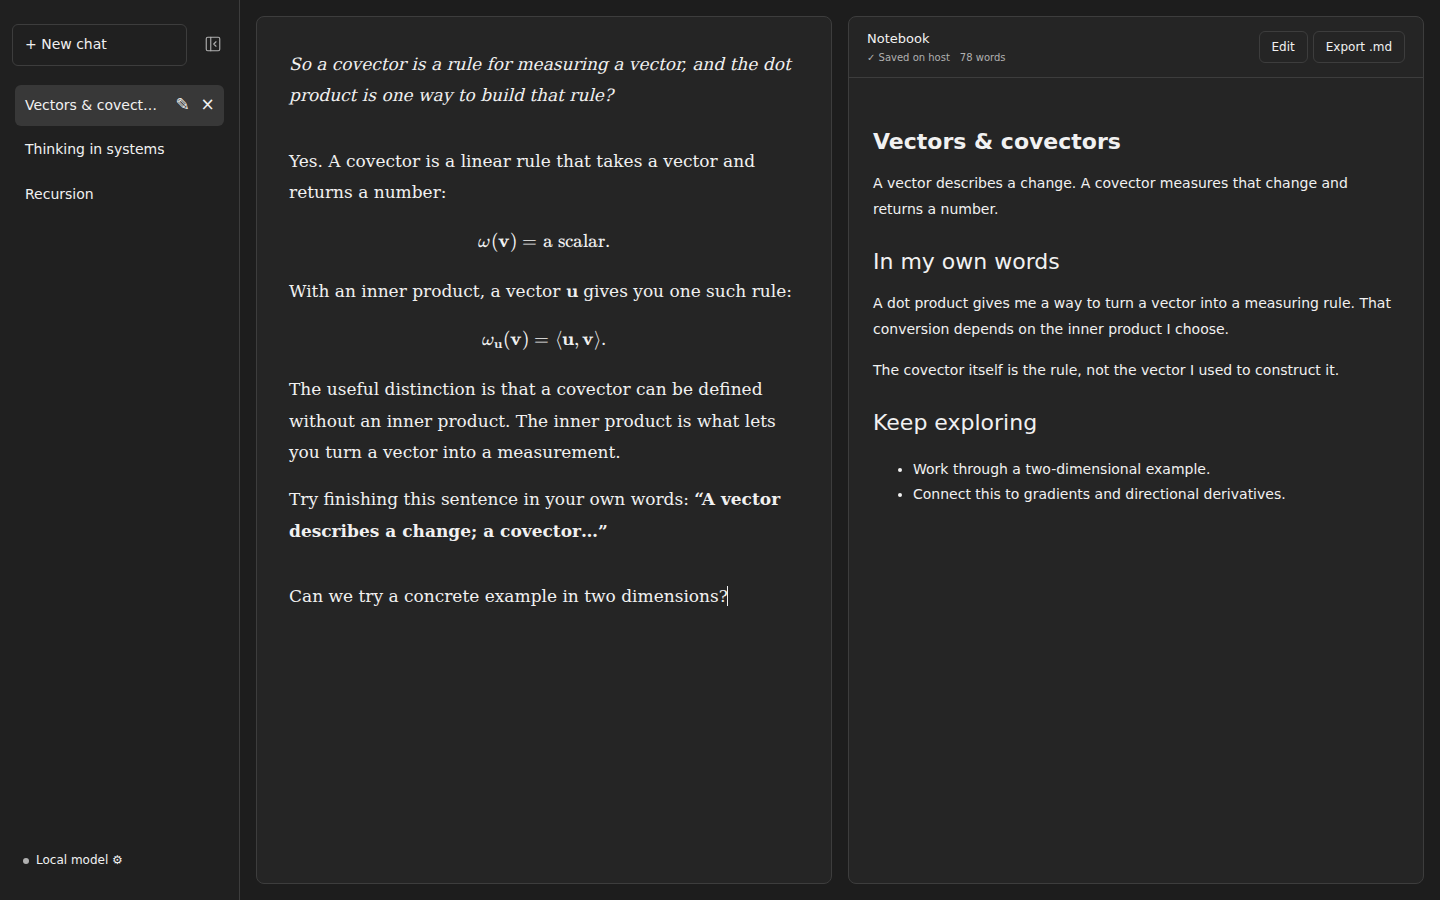 + New chat
Vectors & covect... ✎ ×
Thinking in systems
Recursion
Local model ⚙
So a covector is a rule for measuring a vector, and the dot
product is one way to build that rule?
Yes. A covector is a linear rule that takes a vector and
returns a number:
ω(v) = a scalar.
With an inner product, a vector u gives you one such rule:
ω_u(v) = ⟨u, v⟩.
The useful distinction is that a covector can be defined
without an inner product. The inner product is what lets
you turn a vector into a measurement.
Try finishing this sentence in your own words: “A vector
describes a change; a covector…”
Can we try a concrete example in two dimensions?
Notebook
✓ Saved on host 78 words
Edit
Export .md
Vectors & covectors
A vector describes a change. A covector measures that change and
returns a number.
In my own words
A dot product gives me a way to turn a vector into a measuring rule. That
conversion depends on the inner product I choose.
The covector itself is the rule, not the vector I used to construct it.
Keep exploring
• Work through a two-dimensional example.
• Connect this to gradients and directional derivatives.